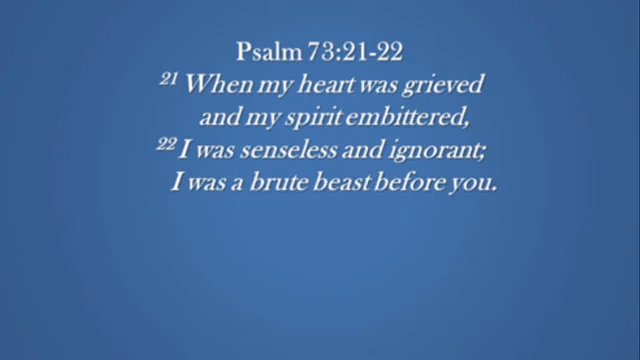 Psalm 73:21-22
21 When my heart was grieved
and my spirit embittered,
22 I was senseless and ignorant;
I was a brute beast before you.